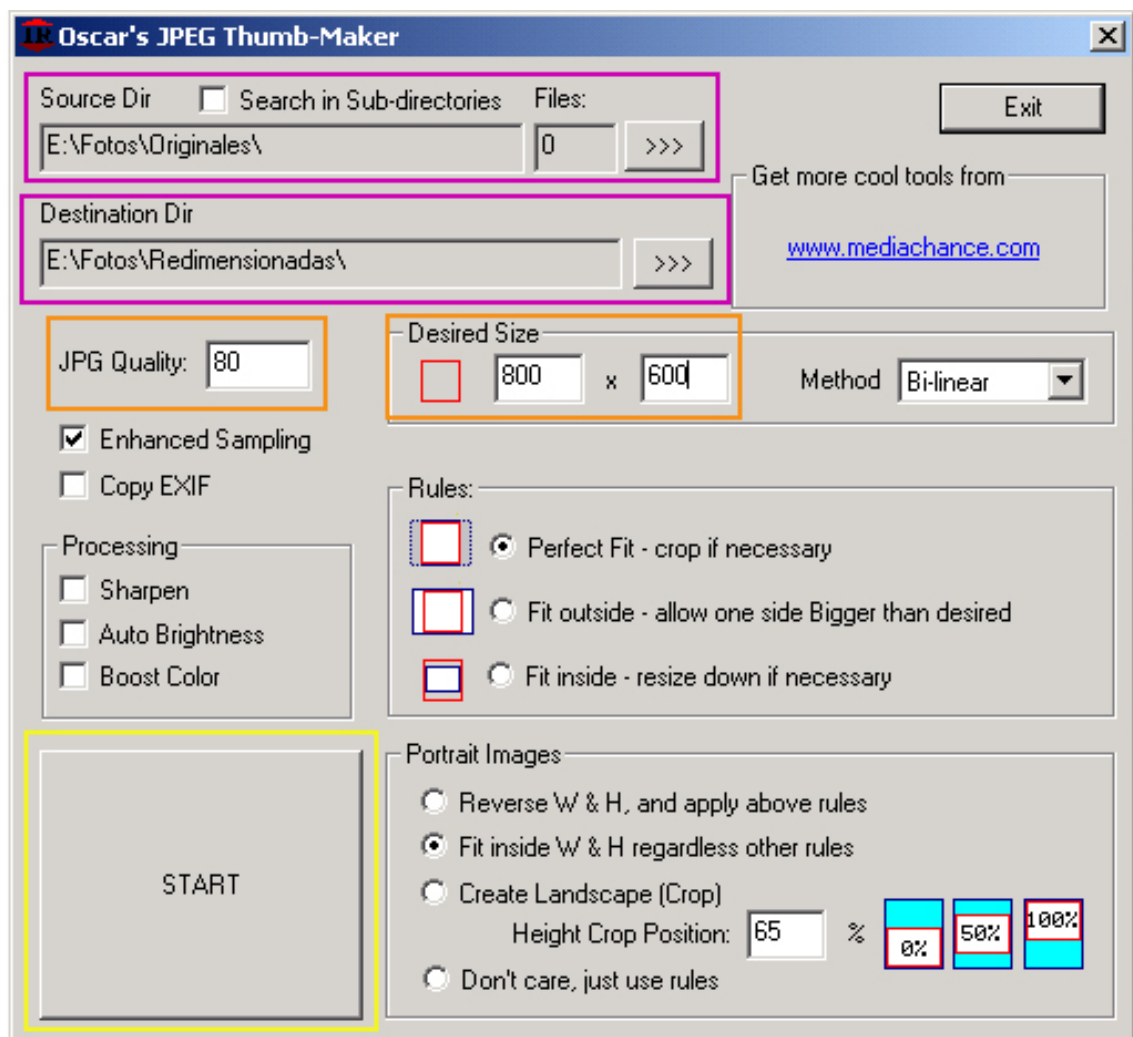 IR Oscar's JPEG Thumb-Maker
Source Dir Search in Sub-directories Files:
Exit
E:\Fotos\Originales\ 0 >>>
Get more cool tools from
Destination Dir
www.mediachance.com
E:\Fotos\Redimensionadas\ >>>
Desired Size
JPG Quality: 80
800 x 600 Method Bi-linear
Enhanced Sampling
Copy EXIF
Rules:
Processing
Perfect Fit - crop if necessary
Sharpen
Fit outside - allow one side Bigger than desired
Auto Brightness
Boost Color
Fit inside - resize down if necessary
Portrait Images
Reverse W & H, and apply above rules
Fit inside W & H regardless other rules
START
Create Landscape (Crop)
Height Crop Position: 65 % 0% 50% 100%
Don't care, just use rules